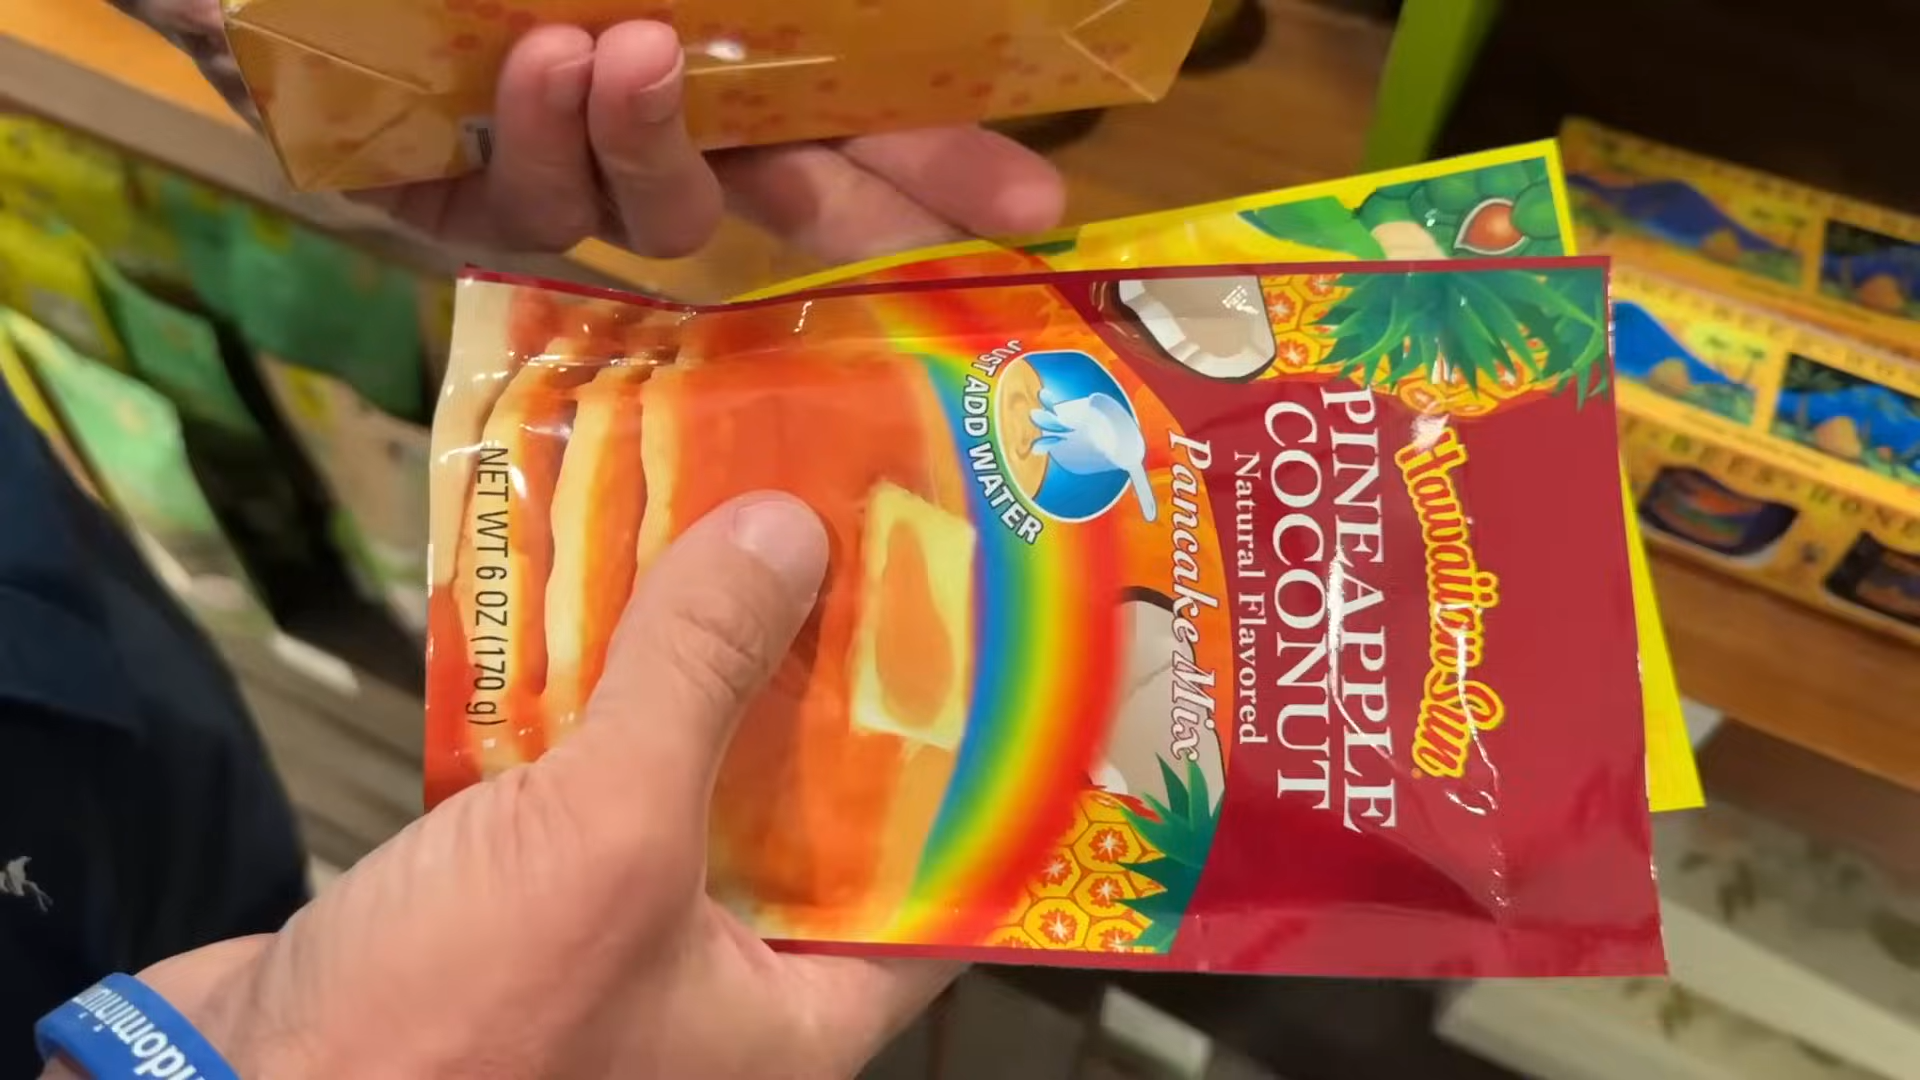 Hawaiian Sun
PINEAPPLE
COCONUT
Natural Flavored
Pancake Mix
JUST ADD WATER
NET WT 6 OZ (170 g)